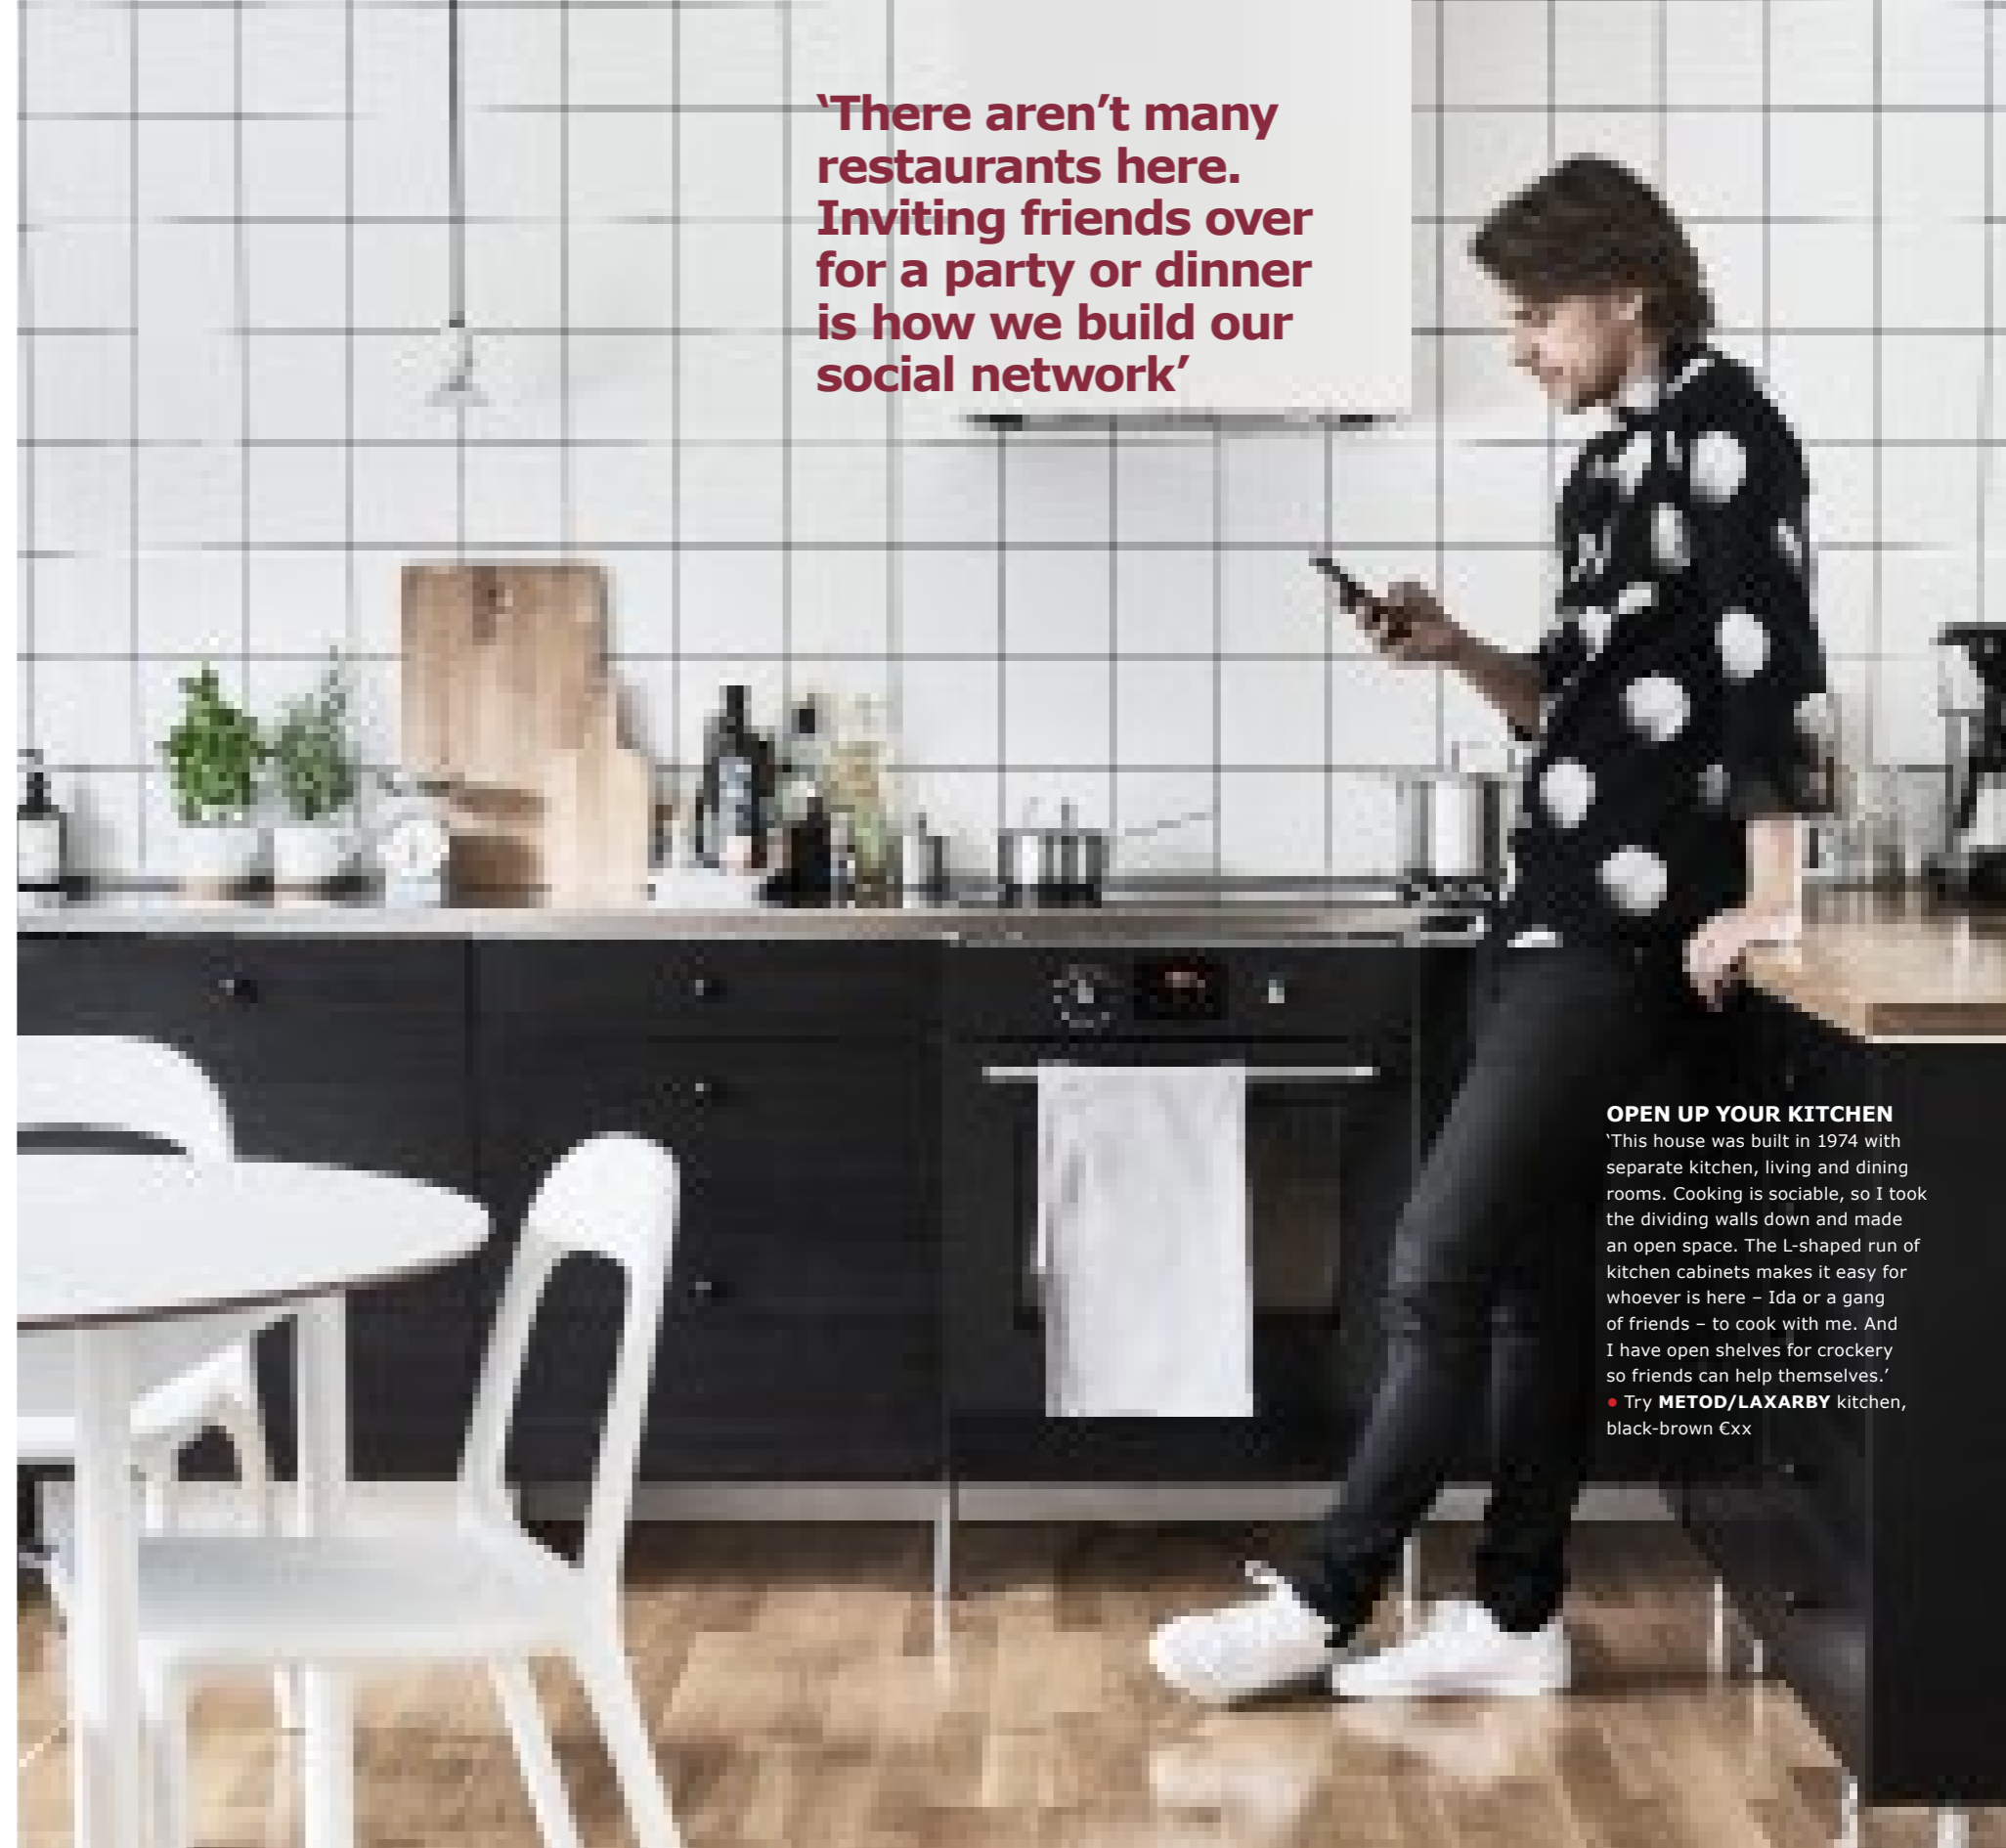 ‘There aren’t many
restaurants here.
Inviting friends over
for a party or dinner
is how we build our
social network’
OPEN UP YOUR KITCHEN
‘This house was built in 1974 with
separate kitchen, living and dining
rooms. Cooking is sociable, so I took
the dividing walls down and made
an open space. The L-shaped run of
kitchen cabinets makes it easy for
whoever is here – Ida or a gang
of friends – to cook with me. And
I have open shelves for crockery
so friends can help themselves.’
• Try METOD/LAXARBY kitchen,
black-brown €xx